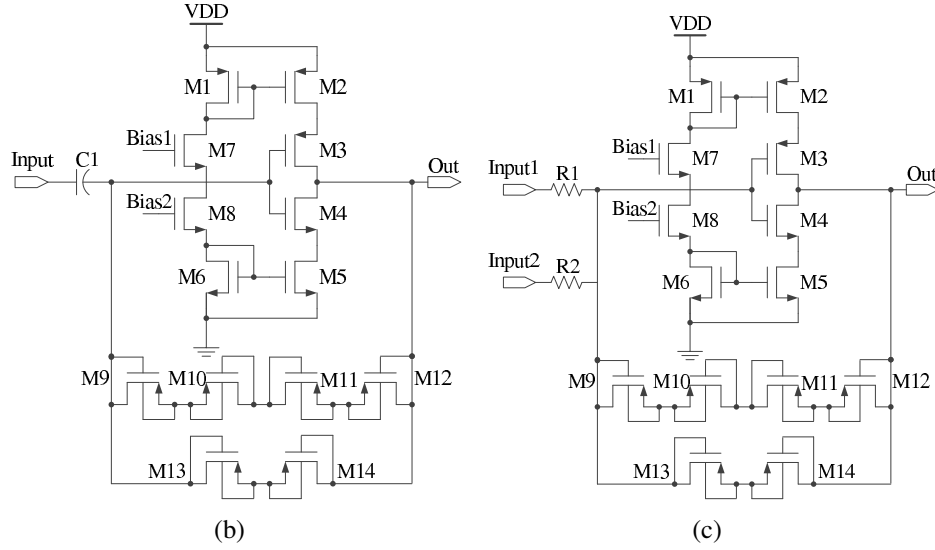 VDD
M1
M2
Bias1
M7
M3
Input
C1
Out
Bias2
M8
M4
M6
M5
M9
M10
M11
M12
M13
M14
(b)
VDD
M1
M2
Bias1
M7
M3
Input1
R1
Out
Bias2
M8
M4
Input2
R2
M6
M5
M9
M10
M11
M12
M13
M14
(c)